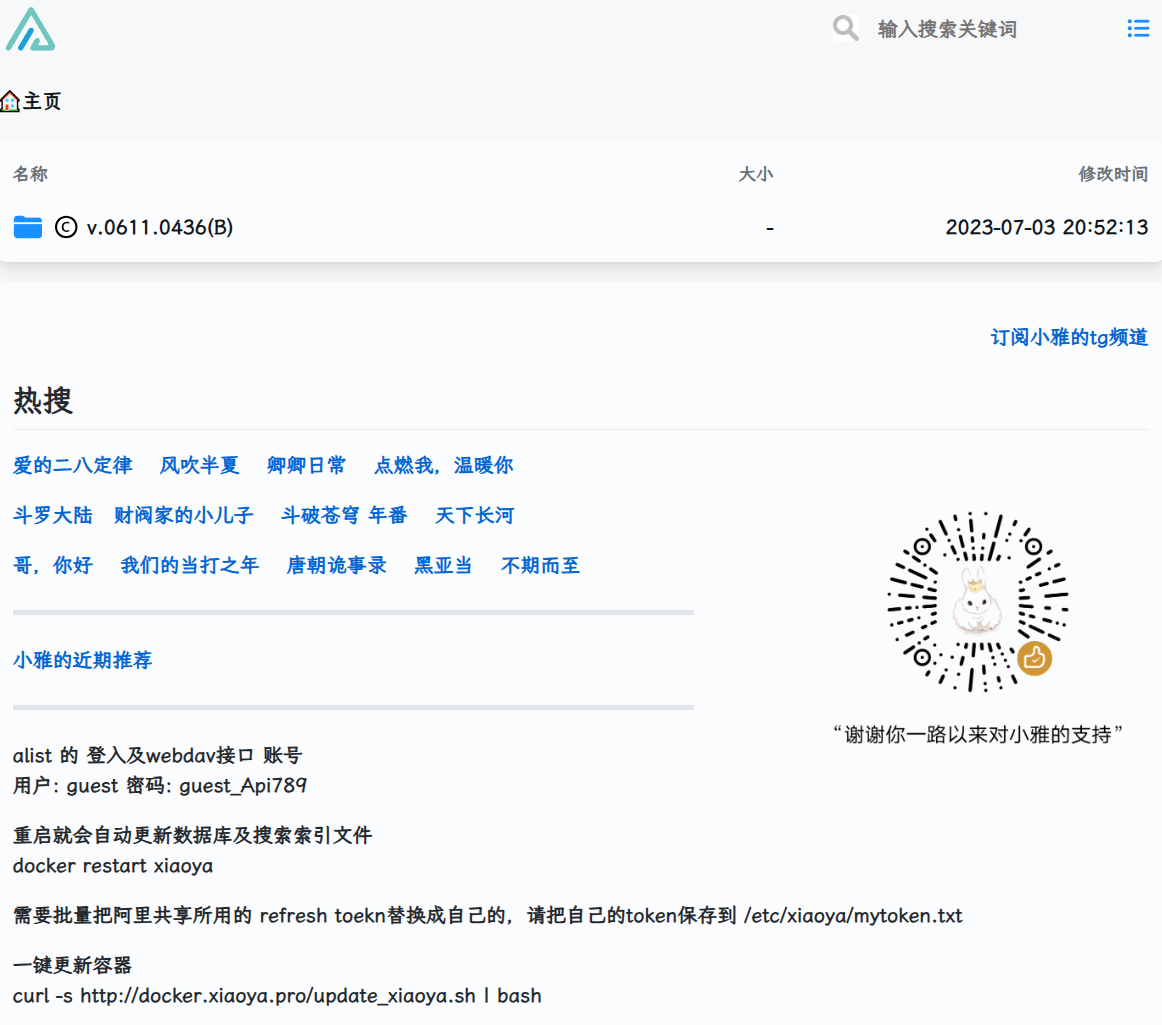 输入搜索关键词
主页
名称 大小 修改时间
© v.0611.0436(B) - 2023-07-03 20:52:13
订阅小雅的tg频道
热搜
爱的二八定律 风吹半夏 卿卿日常 点燃我，温暖你
斗罗大陆 财阀家的小儿子 斗破苍穹 年番 天下长河
哥，你好 我们的当打之年 唐朝诡事录 黑亚当 不期而至
小雅的近期推荐
“谢谢你一路以来对小雅的支持”
alist 的 登入及webdav接口 账号
用户: guest 密码: guest_Api789
重启就会自动更新数据库及搜索索引文件
docker restart xiaoya
需要批量把阿里共享所用的 refresh toekn替换成自己的，请把自己的token保存到 /etc/xiaoya/mytoken.txt
一键更新容器
curl -s http://docker.xiaoya.pro/update_xiaoya.sh | bash